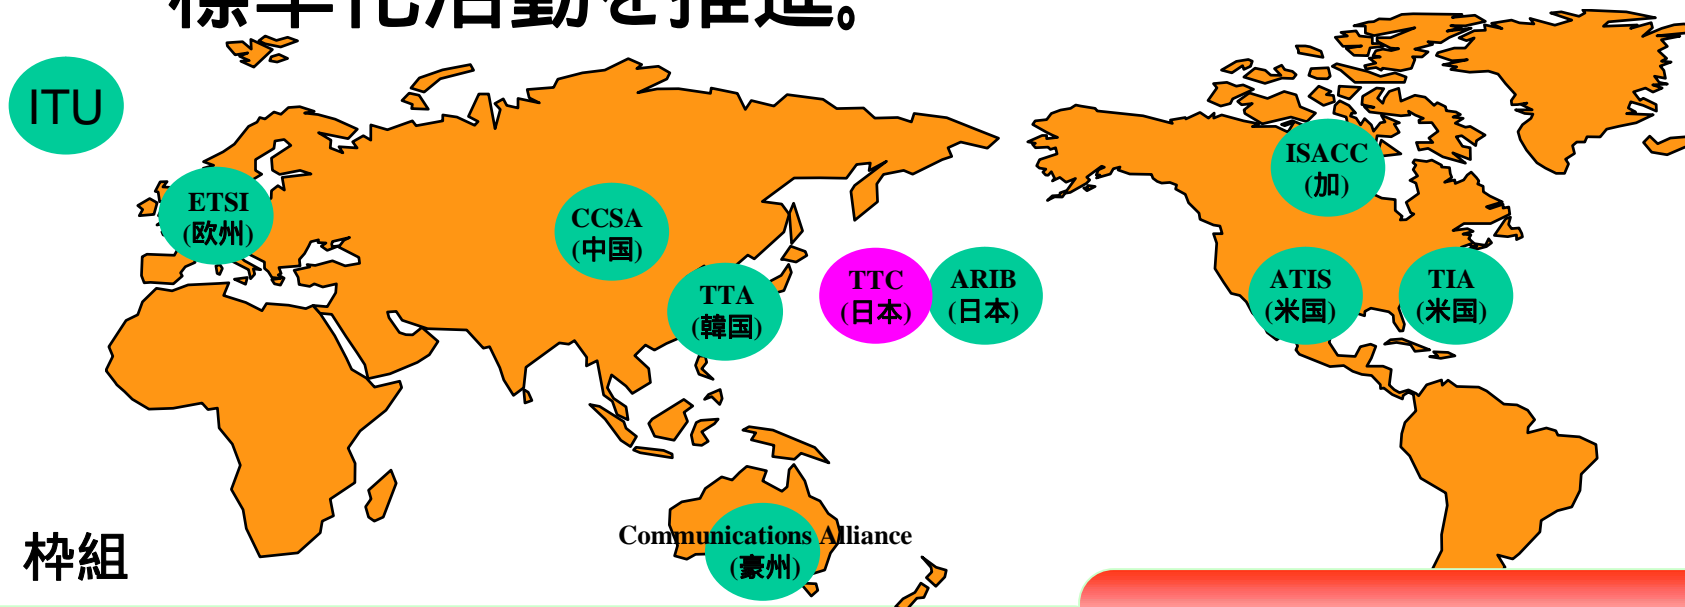 標準化活動を推進。
ITU
ISACC
(加)
ETSI
(欧州)
CCSA
(中国)
TTA
(韓国)
TTC
(日本)
ARIB
(日本)
ATIS
(米国)
TIA
(米国)
Communications Alliance
(豪州)
枠組